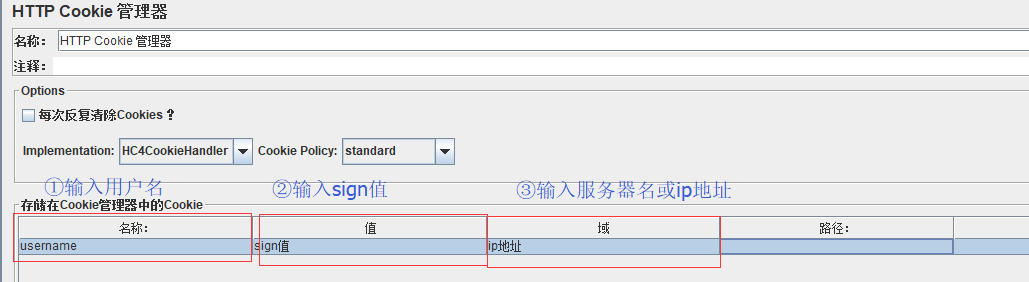 HTTP Cookie 管理器
名称： HTTP Cookie 管理器
注释：
Options
每次反复清除Cookies？
Implementation: HC4CookieHandler Cookie Policy: standard
①输入用户名 ②输入sign值 ③输入服务器名或ip地址
存储在Cookie管理器中的Cookie
名称： 值 域 路径：
username sign值 ip地址